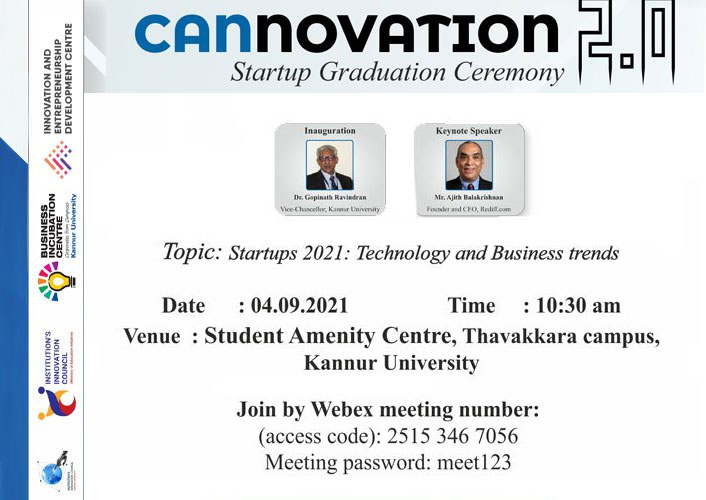 CANNOVATION 2.0
Startup Graduation Ceremony
INNOVATION AND
ENTREPRENEURSHIP
DEVELOPMENT CENTRE
BUSINESS
INCUBATION
CENTRE
Kannur University
INSTITUTION'S
INNOVATION
COUNCIL
Inauguration
Dr. Gopinath Ravindran
Vice-Chancellor, Kannur University
Keynote Speaker
Mr. Ajith Balakrishnan
Founder and CEO, Rediff.com
Topic: Startups 2021: Technology and Business trends
Date : 04.09.2021
Time : 10:30 am
Venue : Student Amenity Centre, Thavakkara campus,
Kannur University
Join by Webex meeting number:
(access code): 2515 346 7056
Meeting password: meet123